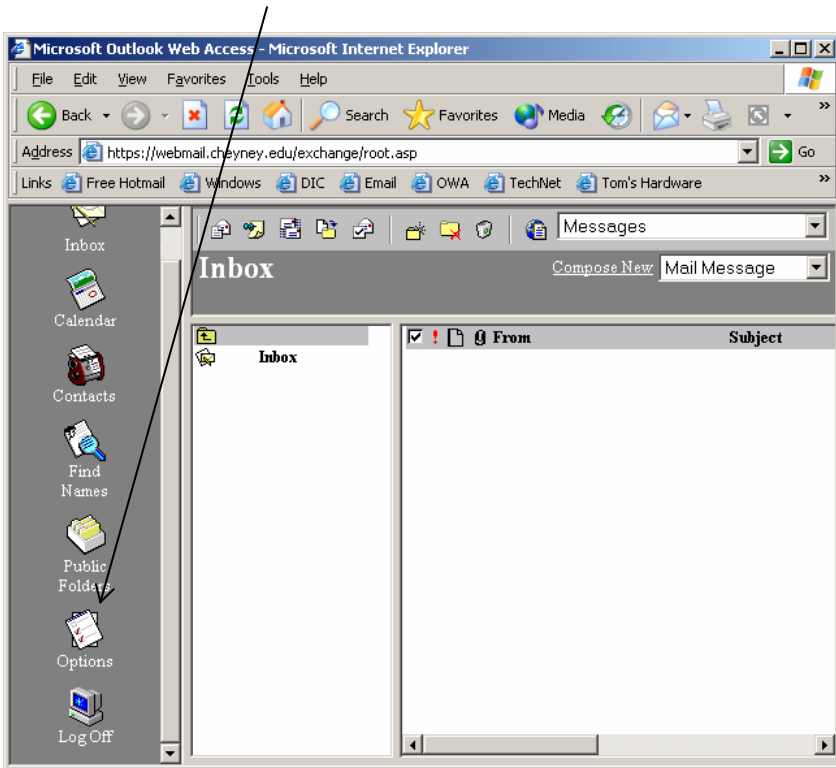 Microsoft Outlook Web Access - Microsoft Internet Explorer
File Edit View Favorites Tools Help
Back Search Favorites Media »
Address https://webmail.cheyney.edu/exchange/root.asp Go
Links Free Hotmail Windows DIC Email OWA TechNet Tom's Hardware »
Inbox
Calendar
Contacts
Find
Names
Public
Folders
Options
Log Off
Messages
Inbox Compose New Mail Message
From Subject
Inbox